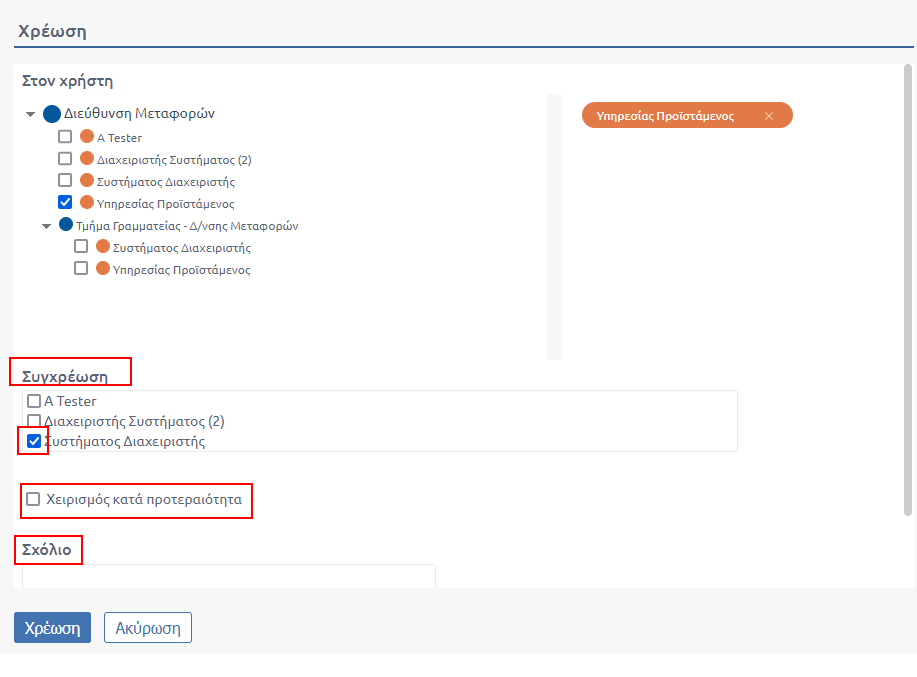 Χρέωση
Στον χρήστη
Διεύθυνση Μεταφορών
A Tester
Διαχειριστής Συστήματος (2)
Συστήματος Διαχειριστής
Υπηρεσίας Προϊστάμενος
Τμήμα Γραμματείας - Δ/νσης Μεταφορών
Συστήματος Διαχειριστής
Υπηρεσίας Προϊστάμενος
Υπηρεσίας Προϊστάμενος ×
Συγχρέωση
A Tester
Διαχειριστής Συστήματος (2)
Συστήματος Διαχειριστής
Χειρισμός κατά προτεραιότητα
Σχόλιο
Χρέωση Ακύρωση